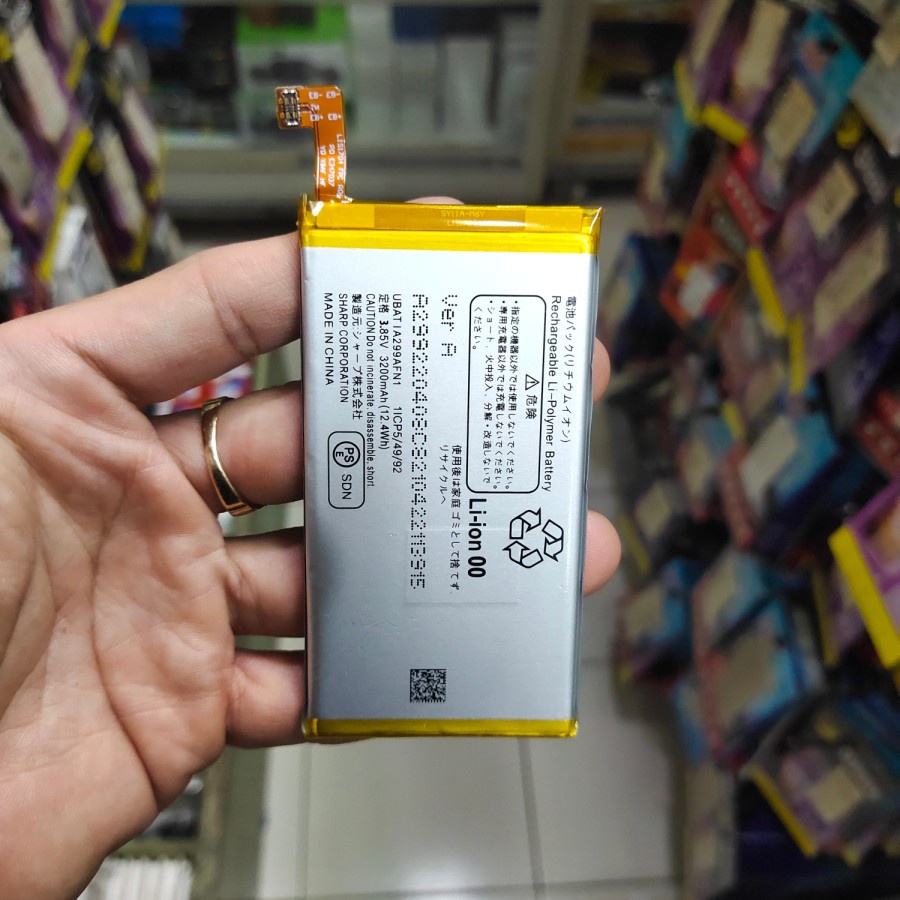 電池パック(リチウムイオン)
Rechargeable Li-Polymer Battery
⚠危険
・指定の機器以外では使用しないでください。
・専用充電器以外では充電しないでください。
・ショート、火中投入、分解・改造しないで
ください。
Li-ion 00
使用後は家庭ゴミとして捨てず
リサイクルへ
Ver A
UBATIA299AFN1
1ICP5/49/92
定格 3.85V 3200mAh (12.4Wh)
CAUTION:Do not incinerate, disassemble, short
製造元:シャープ株式会社
SHARP CORPORATION
MADE IN CHINA
PS
E
SDN